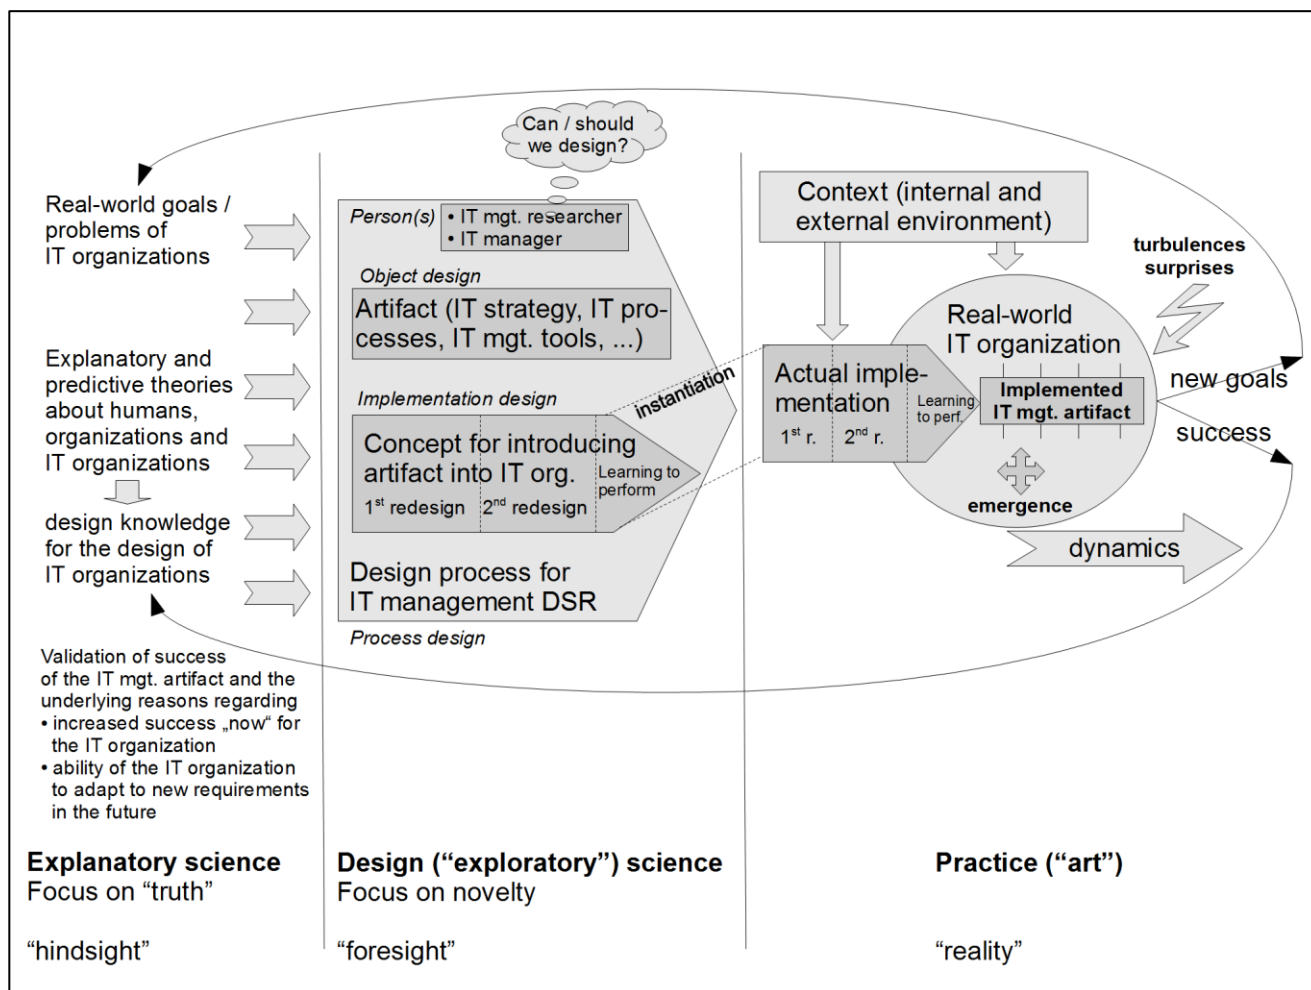 Can / should
we design?
Real-world goals /
problems of
IT organizations
Explanatory and
predictive theories
about humans,
organizations and
IT organizations
design knowledge
for the design of
IT organizations
Validation of success
of the IT mgt. artifact and the
underlying reasons regarding
• increased success „now“ for
the IT organization
• ability of the IT organization
to adapt to new requirements
in the future
Person(s)
• IT mgt. researcher
• IT manager
Object design
Artifact (IT strategy, IT pro-
cesses, IT mgt. tools, ...)
Implementation design
Concept for introducing
artifact into IT org.
1st redesign
2nd redesign
Learning to
perform
Design process for
IT management DSR
Process design
instantiation
Context (internal and
external environment)
turbulences
surprises
Real-world
IT organization
Actual imple-
mentation
1st r.
2nd r.
Learning
to perf.
Implemented
IT mgt. artifact
emergence
new goals
success
dynamics
Explanatory science
Focus on “truth”
“hindsight”
Design (“exploratory”) science
Focus on novelty
“foresight”
Practice (“art”)
“reality”